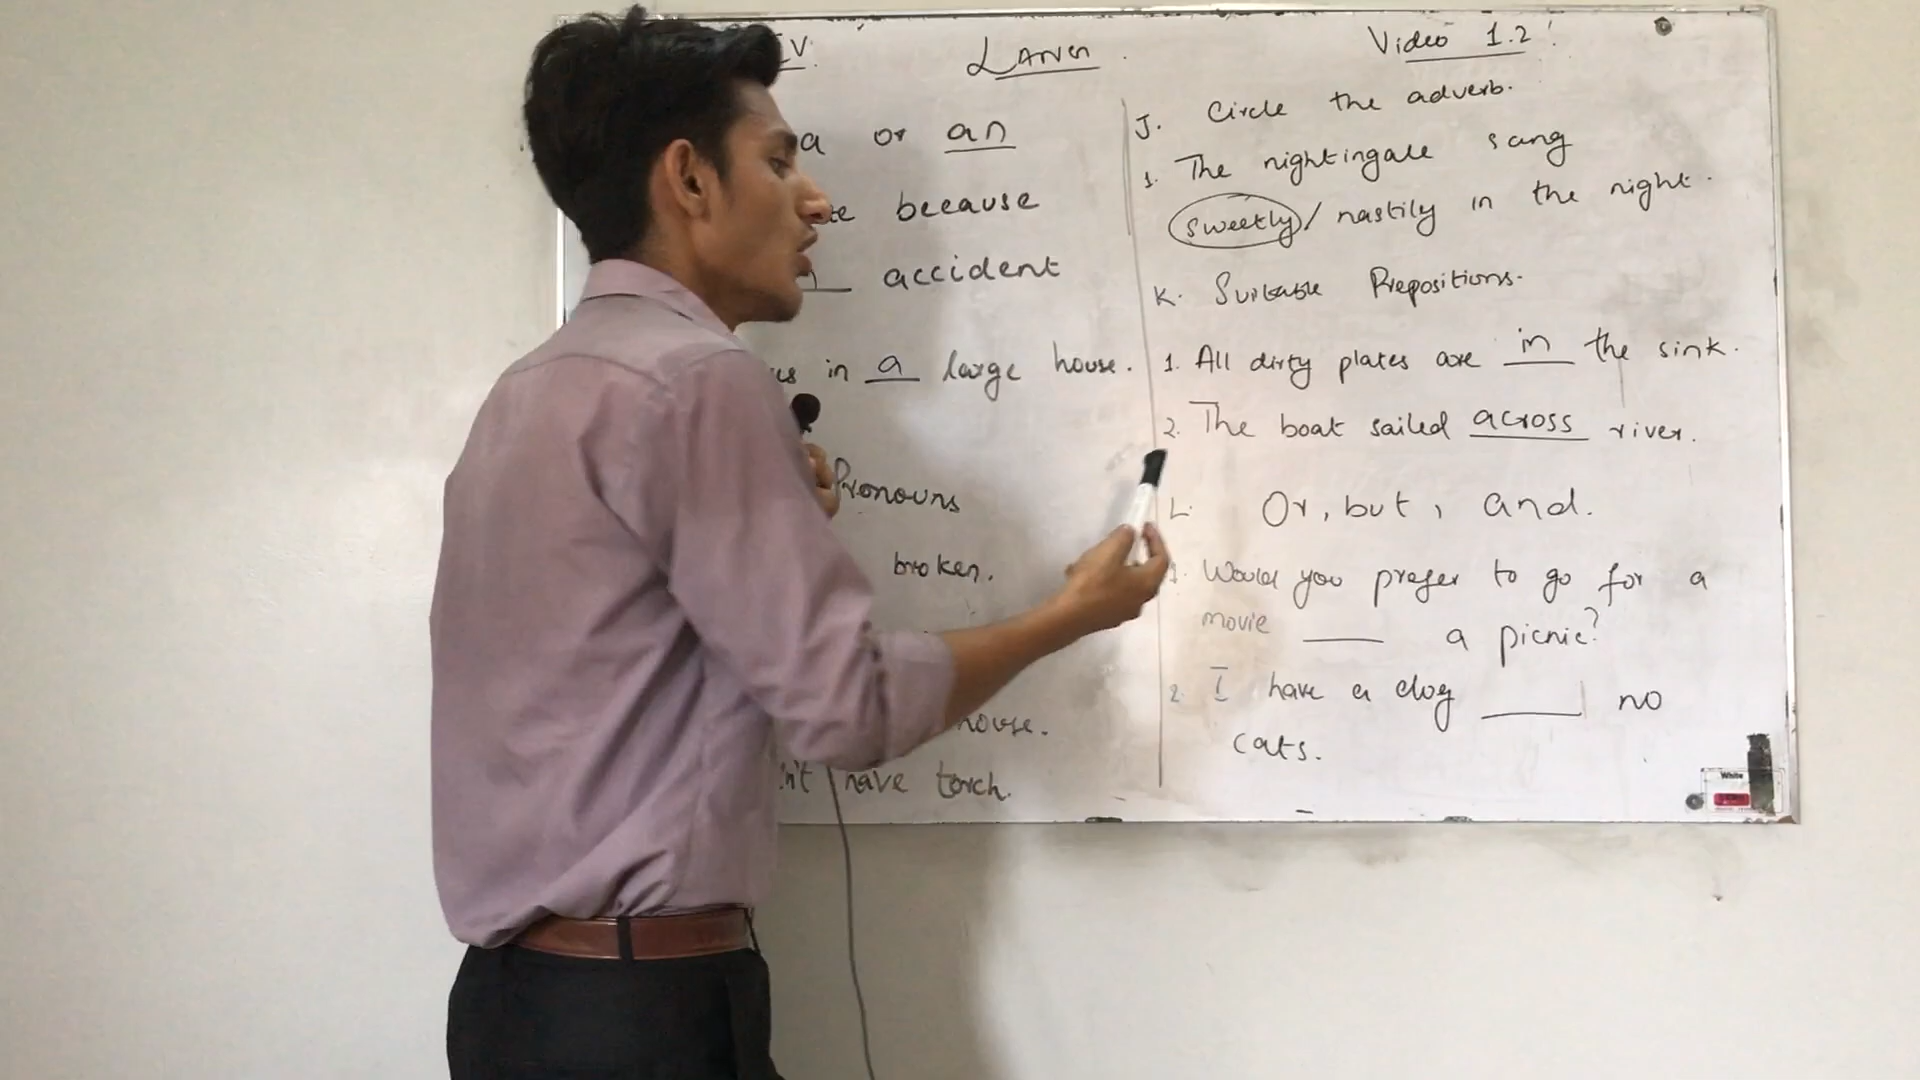 Video 1.2!
a or an
because
accident
in a large house.
Pronouns
broken.
house.
have torch.
J. Circle the adverb.
1. The nightingale sang
sweetly/nastily in the night.
K. Suitable Prepositions.
1. All dirty plates are in the sink.
2. The boat sailed across river.
L. Or, but, and.
1. Would you prefer to go for a
movie ____ a picnic?
2. I have a dog ____ no
cats.
White